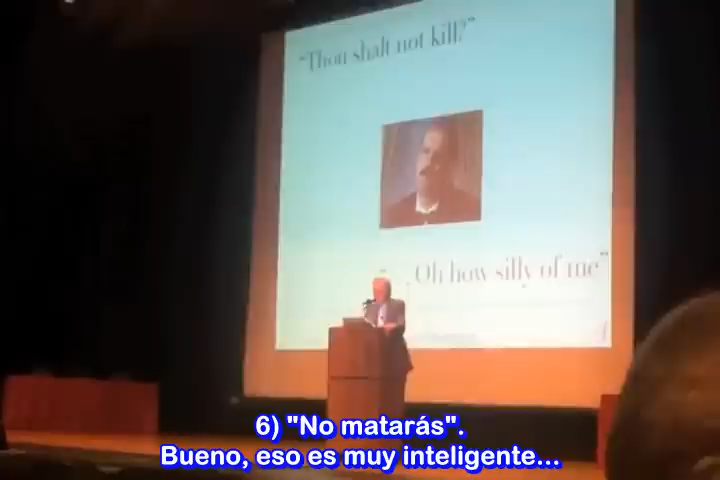 "Thou shalt not kill?"
Oh how silly of me"
6) "No matarás".
Bueno, eso es muy inteligente...